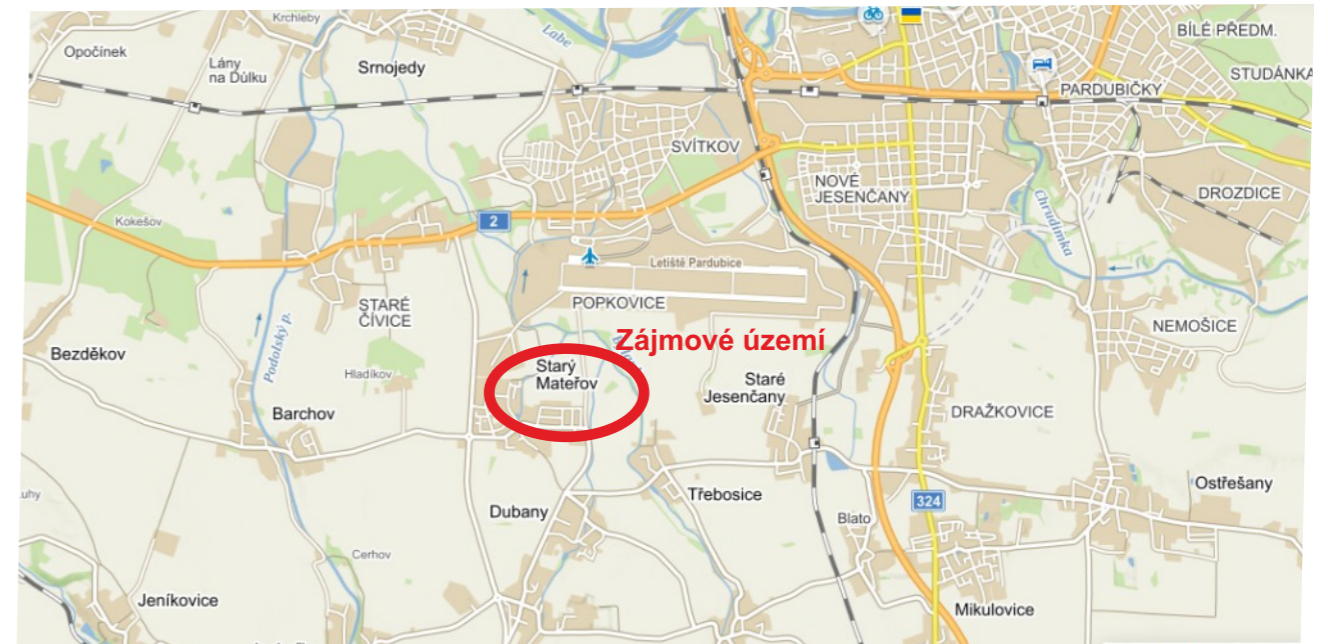 Krchleby
Labe
BÍLÉ PŘEDM.
Opočínek
Lány
na Důlku
Srnojedy
STUDÁNKA
PARDUBIČKY
SVÍTKOV
NOVÉ
JESENČANY
DROZDICE
Kokešov
2
Chrudimka
Letiště Pardubice
STARÉ
ČÍVICE
POPKOVICE
Podolský p.
NEMOŠICE
Zájmové území
Bezděkov
Hladíkov
Starý
Mateřov
Staré
Jesenčany
Barchov
DRAŽKOVICE
Ostřešany
Třebosice
324
Dubany
Blato
Cerhov
Jeníkovice
Mikulovice